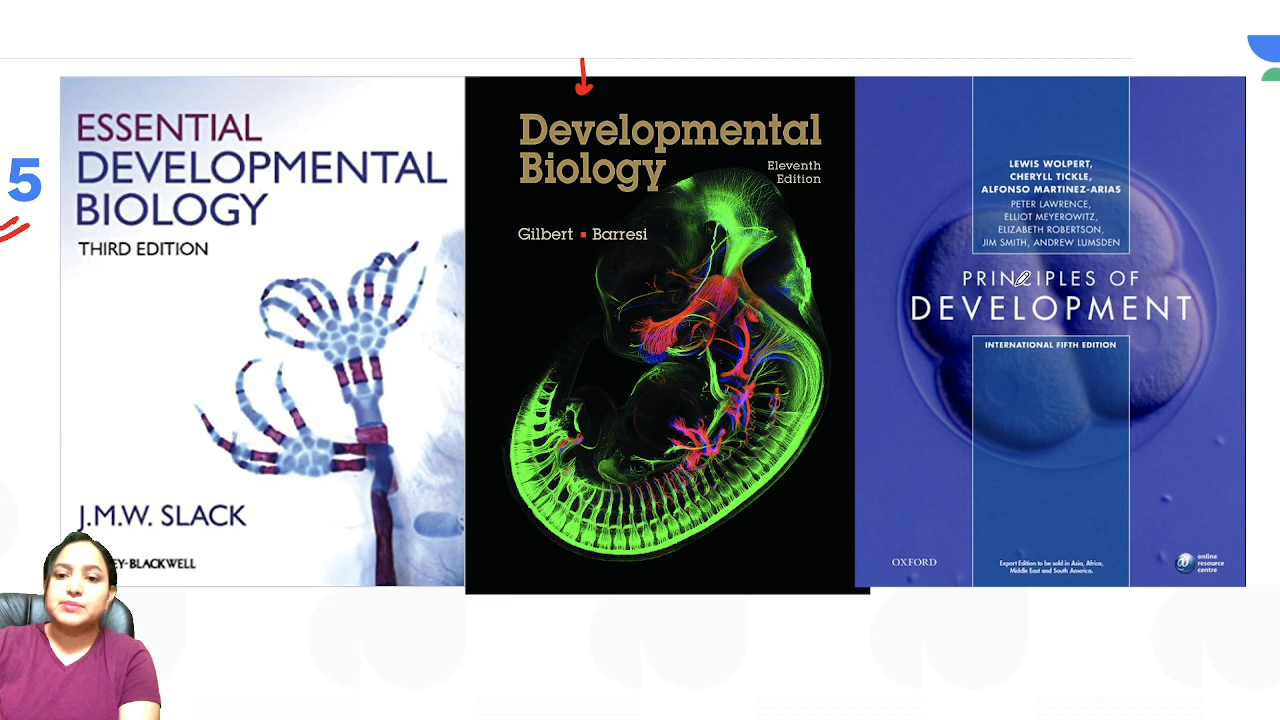 5
ESSENTIAL
DEVELOPMENTAL
BIOLOGY
THIRD EDITION
J.M.W. SLACK
EY-BLACKWELL
Developmental
Biology
Eleventh
Edition
Gilbert ▪ Barresi
LEWIS WOLPERT,
CHERYLL TICKLE,
ALFONSO MARTINEZ-ARIAS
PETER LAWRENCE,
ELLIOT MEYEROWITZ,
ELIZABETH ROBERTSON,
JIM SMITH, ANDREW LUMSDEN
PRINCIPLES OF
DEVELOPMENT
INTERNATIONAL FIFTH EDITION
OXFORD
Export Edition to be sold in Asia, Africa,
Middle East and South America.
@ online
resource
centre